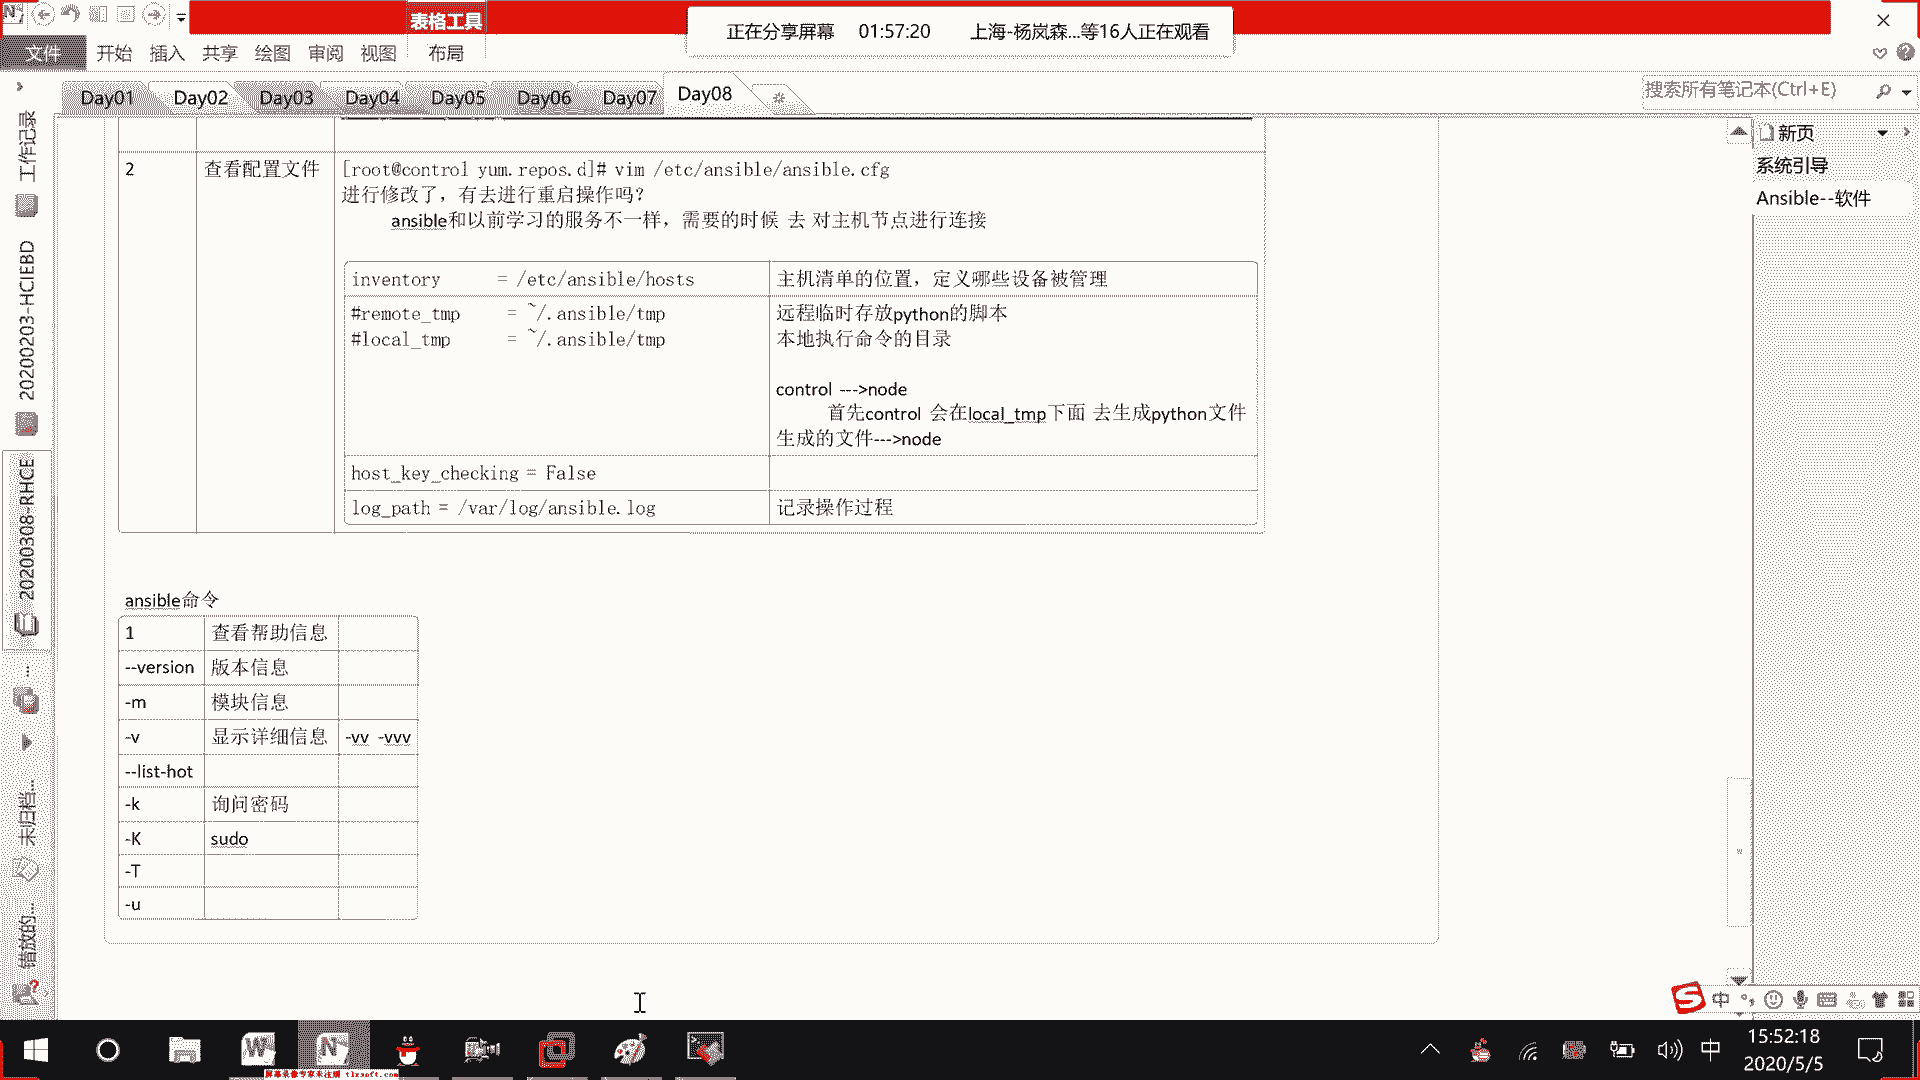 表格工具
正在分享屏幕 01:57:20 上海-杨岚森...等16人正在观看
文件 开始 插入 共享 绘图 审阅 视图 布局
Day01 Day02 Day03 Day04 Day05 Day06 Day07 Day08
搜索所有笔记本(Ctrl+E)
工作记录
20200203-HCIEBD
20200308-RHCE
...
未归档...
错放的...
新页
系统引导
Ansible--软件
2 查看配置文件 [root@control yum.repos.d]# vim /etc/ansible/ansible.cfg
进行修改了，有去进行重启操作吗？
ansible和以前学习的服务不一样，需要的时候 去 对主机节点进行连接
inventory = /etc/ansible/hosts 主机清单的位置，定义哪些设备被管理
#remote_tmp = ~/.ansible/tmp 远程临时存放python的脚本
#local_tmp = ~/.ansible/tmp 本地执行命令的目录
control --->node
首先control 会在local_tmp下面 去生成python文件
生成的文件--->node
host_key_checking = False
log_path = /var/log/ansible.log 记录操作过程
ansible命令
1 查看帮助信息
--version 版本信息
-m 模块信息
-v 显示详细信息 -vv -vvv
--list-hot
-k 询问密码
-K sudo
-T
-u
中
屏幕录像专家未注册 tlxsoft.com
中
15:52:18
2020/5/5